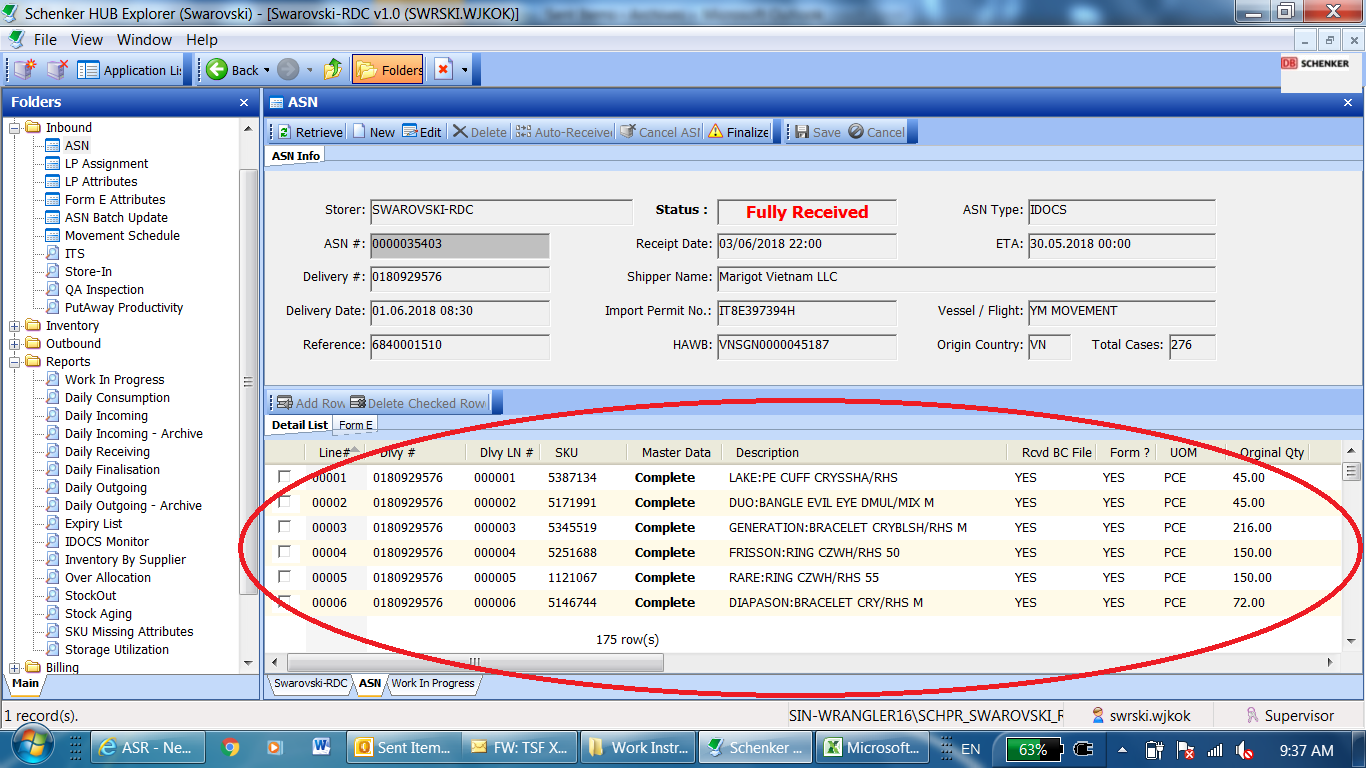 Schenker HUB Explorer (Swarovski) - [Swarovski-RDC v1.0 (SWRSKI.WJKOK)]
File View Window Help
Application Li Back Folders
DB SCHENKER
Folders
Inbound
ASN
LP Assignment
LP Attributes
Form E Attributes
ASN Batch Update
Movement Schedule
ITS
Store-In
QA Inspection
PutAway Productivity
Inventory
Outbound
Reports
Work In Progress
Daily Consumption
Daily Incoming
Daily Incoming - Archive
Daily Receiving
Daily Finalisation
Daily Outgoing
Daily Outgoing - Archive
Expiry List
IDOCS Monitor
Inventory By Supplier
Over Allocation
StockOut
Stock Aging
SKU Missing Attributes
Storage Utilization
Billing
Main
ASN
Retrieve New Edit Delete Auto-Receive Cancel ASN Finalize Save Cancel
ASN Info
Storer: SWAROVSKI-RDC Status : Fully Received ASN Type: IDOCS
ASN #: 0000035403 Receipt Date: 03/06/2018 22:00 ETA: 30.05.2018 00:00
Delivery #: 0180929576 Shipper Name: Marigot Vietnam LLC
Delivery Date: 01.06.2018 08:30 Import Permit No.: IT8E397394H Vessel / Flight: YM MOVEMENT
Reference: 6840001510 HAWB: VNSGN0000045187 Origin Country: VN Total Cases: 276
Add Row Delete Checked Row
Detail List Form E
Line# Dlvy # Dlvy LN # SKU Master Data Description Rcvd BC File Form ? UOM Orginal Qty
00001 0180929576 000001 5387134 Complete LAKE:PE CUFF CRYSSHA/RHS YES YES PCE 45.00
00002 0180929576 000002 5171991 Complete DUO:BANGLE EVIL EYE DMUL/MIX M YES YES PCE 45.00
00003 0180929576 000003 5345519 Complete GENERATION:BRACELET CRYBLSH/RHS M YES YES PCE 216.00
00004 0180929576 000004 5251688 Complete FRISSON:RING CZWH/RHS 50 YES YES PCE 150.00
00005 0180929576 000005 1121067 Complete RARE:RING CZWH/RHS 55 YES YES PCE 150.00
00006 0180929576 000006 5146744 Complete DIAPASON:BRACELET CRY/RHS M YES YES PCE 72.00
175 row(s)
Swarovski-RDC ASN Work In Progress
1 record(s). SIN-WRANGLER16\SCHPR_SWAROVSKI_R swrski.wjkok Supervisor
ASR - Ne... Sent Item... FW: TSF X... Work Instr... Schenker ... Microsoft... EN 63% 9:37 AM